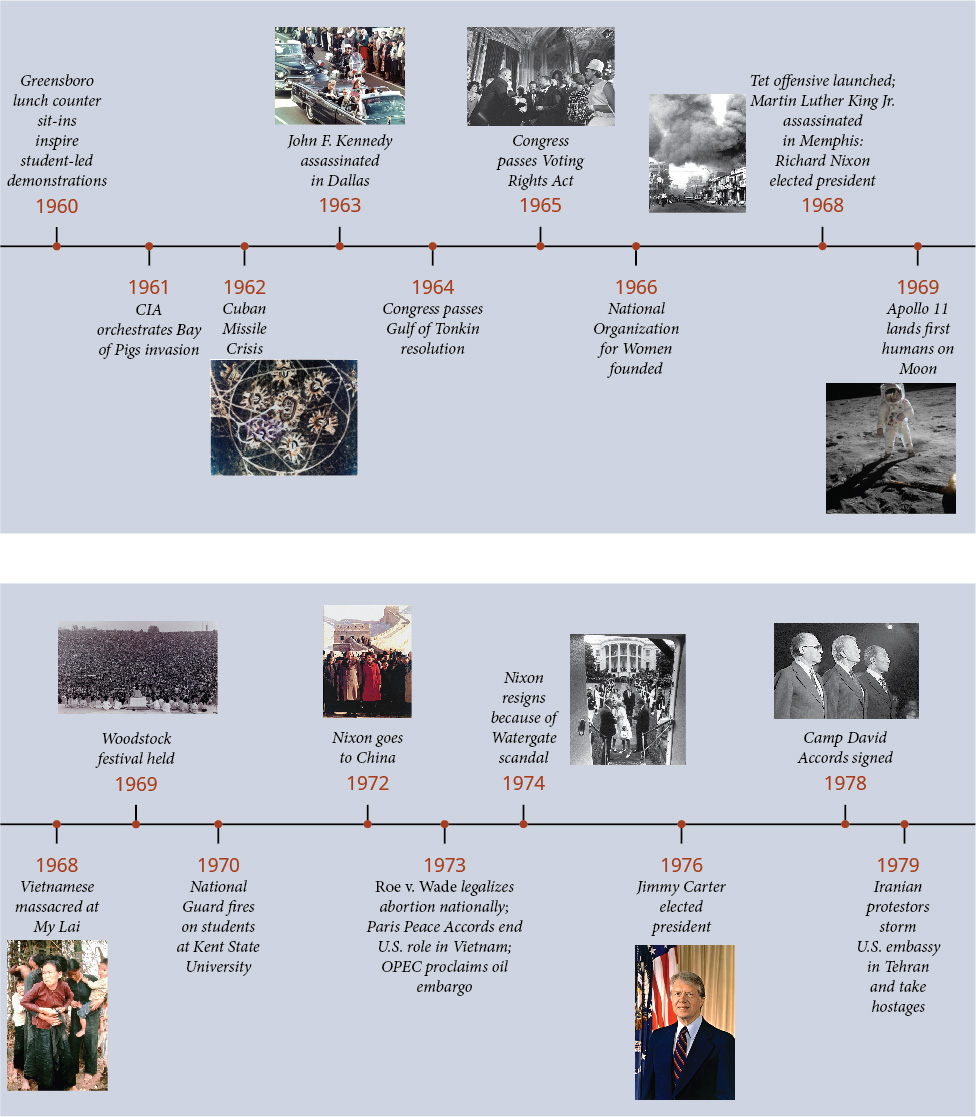 Greensboro
lunch counter
sit-ins
inspire
student-led
demonstrations
1960
1961
CIA
orchestrates Bay
of Pigs invasion
1962
Cuban
Missile
Crisis
John F. Kennedy
assassinated
in Dallas
1963
1964
Congress passes
Gulf of Tonkin
resolution
Congress
passes Voting
Rights Act
1965
1966
National
Organization
for Women
founded
Tet offensive launched;
Martin Luther King Jr.
assassinated
in Memphis:
Richard Nixon
elected president
1968
1969
Apollo 11
lands first
humans on
Moon
1968
Vietnamese
massacred at
My Lai
Woodstock
festival held
1969
1970
National
Guard fires
on students
at Kent State
University
Nixon goes
to China
1972
1973
Roe v. Wade legalizes
abortion nationally;
Paris Peace Accords end
U.S. role in Vietnam;
OPEC proclaims oil
embargo
Nixon
resigns
because of
Watergate
scandal
1974
1976
Jimmy Carter
elected
president
Camp David
Accords signed
1978
1979
Iranian
protestors
storm
U.S. embassy
in Tehran
and take
hostages